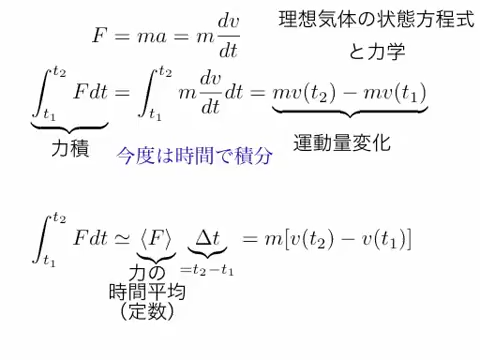 F = ma = m dv/dt
理想気体の状態方程式
と力学
∫_{t_1}^{t_2} Fdt = ∫_{t_1}^{t_2} m dv/dt dt = mv(t_2) − mv(t_1)
力積
今度は時間で積分
運動量変化
∫_{t_1}^{t_2} Fdt ≃ ⟨F⟩ Δt = m[v(t_2) − v(t_1)]
=t_2−t_1
力の
時間平均
（定数）